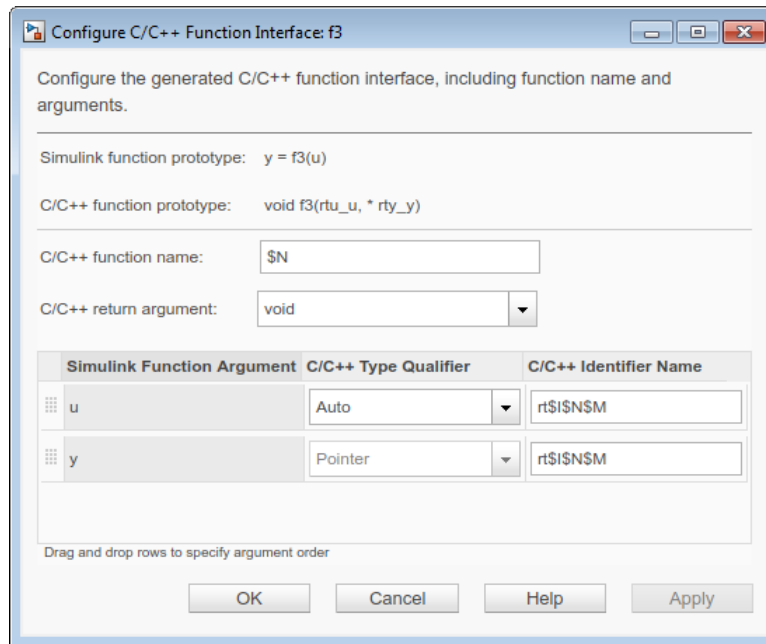 Configure C/C++ Function Interface: f3
Configure the generated C/C++ function interface, including function name and
arguments.
Simulink function prototype: y = f3(u)
C/C++ function prototype: void f3(rtu_u, * rty_y)
C/C++ function name: $N
C/C++ return argument: void
Simulink Function Argument C/C++ Type Qualifier C/C++ Identifier Name
u Auto rt$I$N$M
y Pointer rt$I$N$M
Drag and drop rows to specify argument order
OK Cancel Help Apply